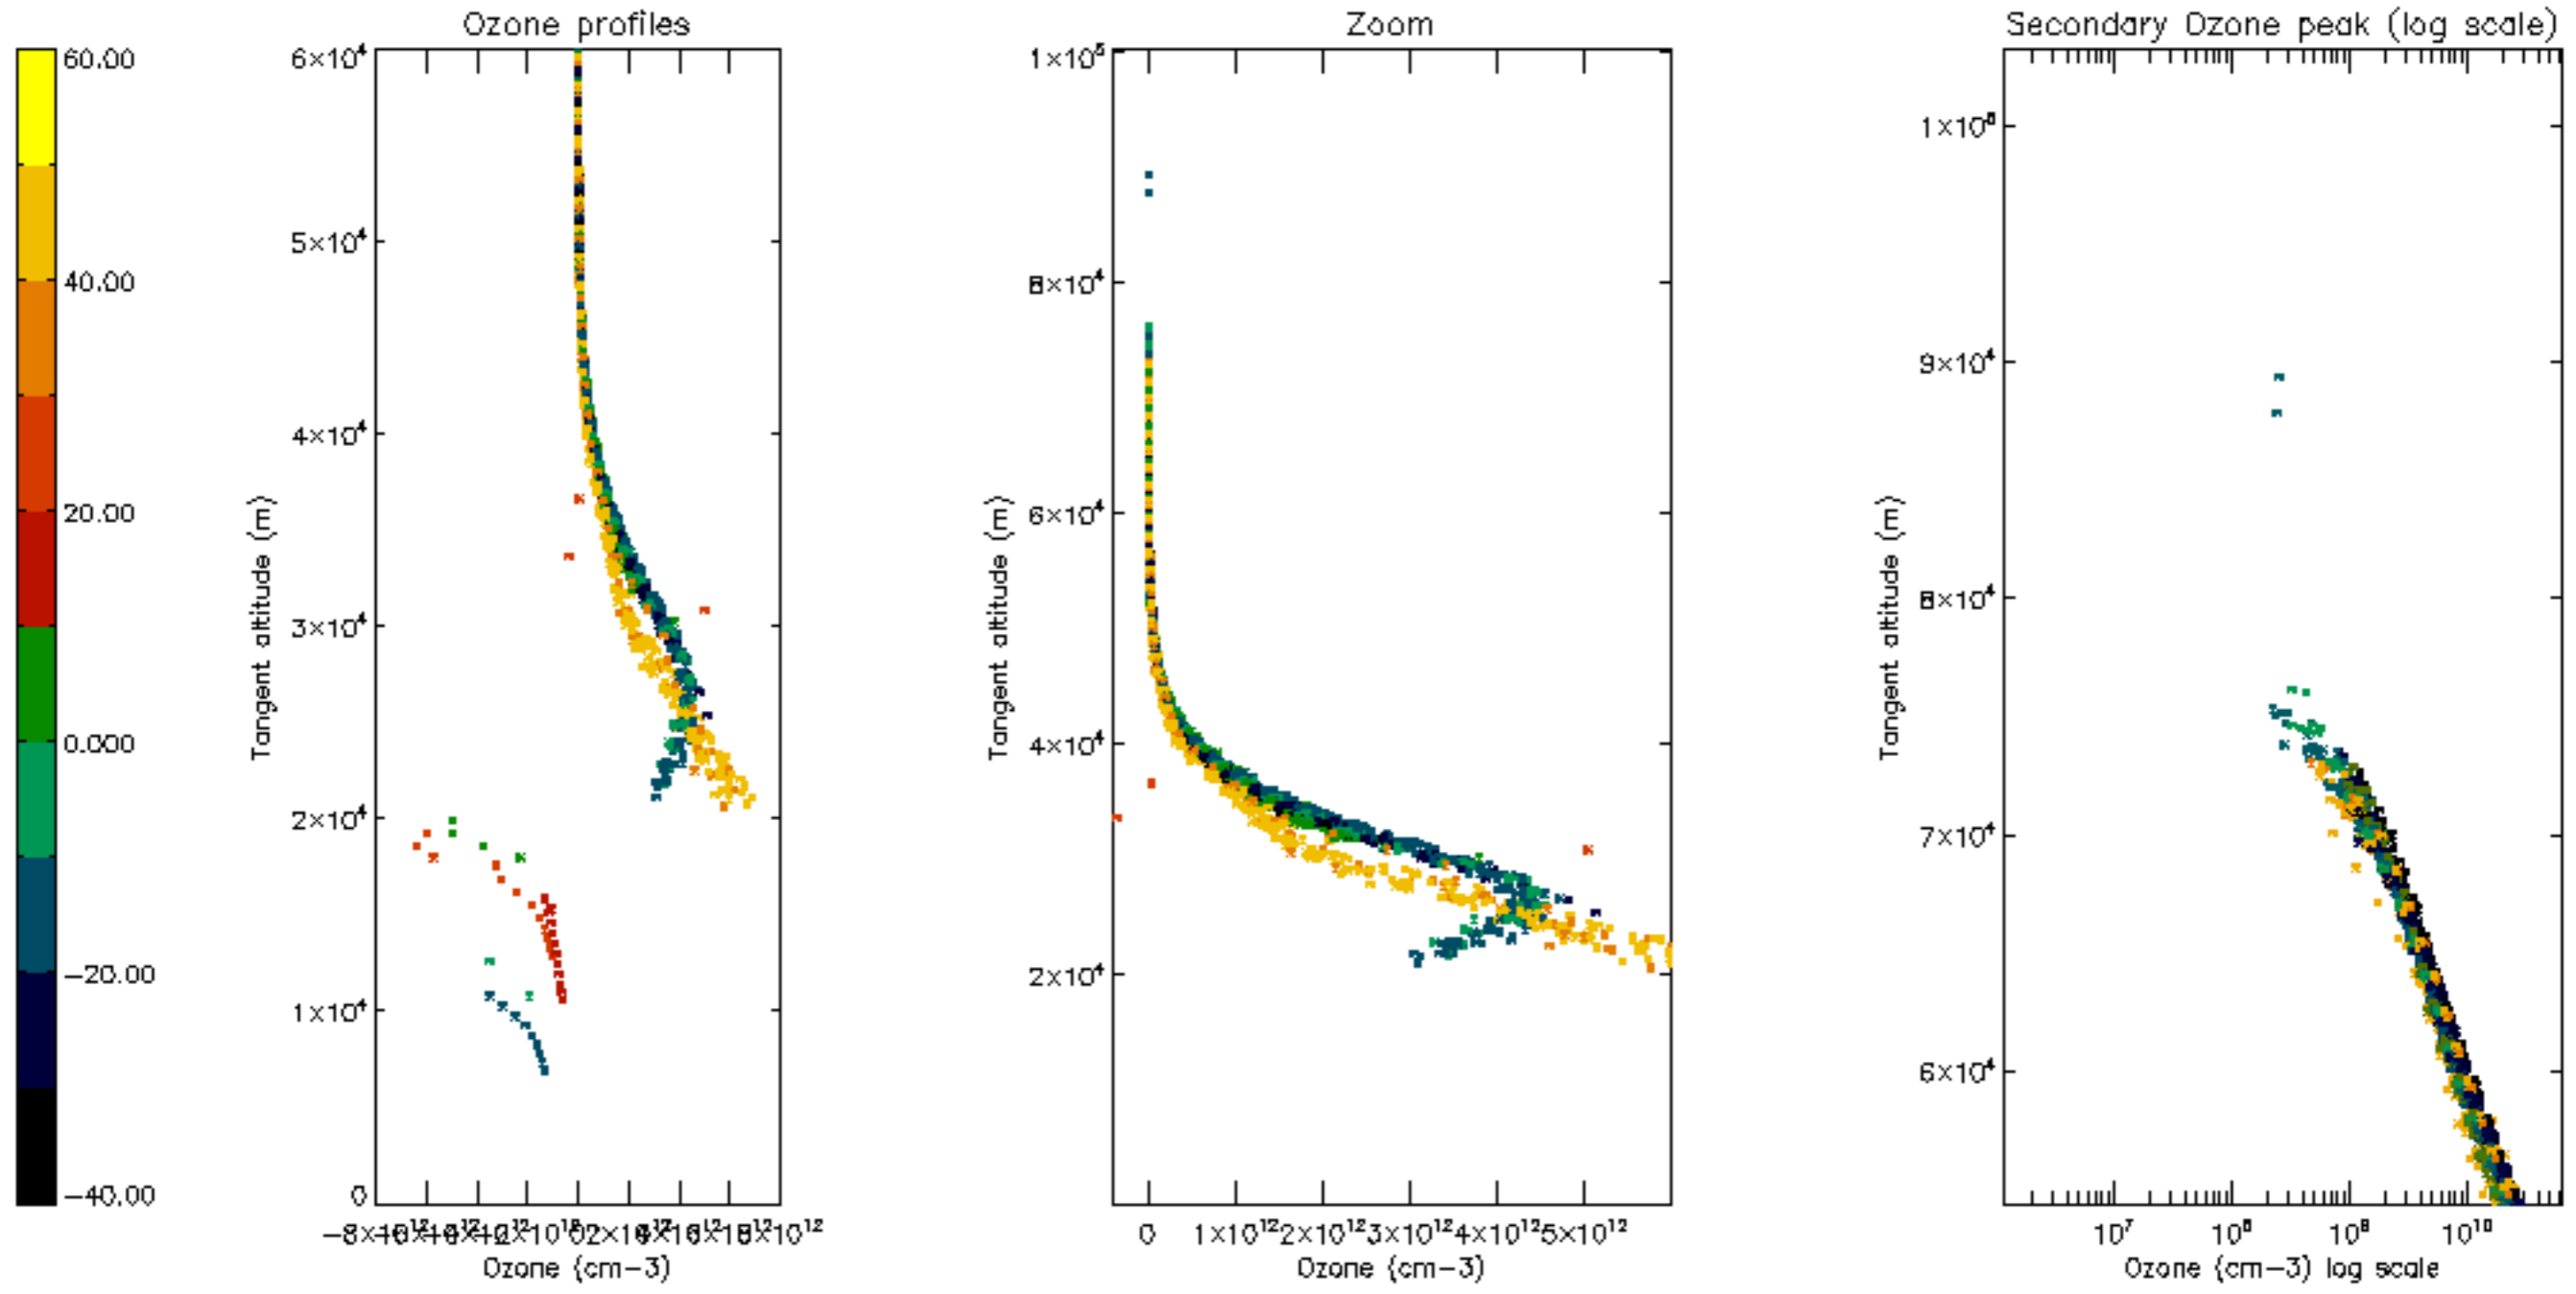 Ozone profiles
Zoom
Secondary Ozone peak (log scale)
60.00
40.00
20.00
0.000
−20.00
−40.00
6×10⁴
5×10⁴
4×10⁴
3×10⁴
2×10⁴
1×10⁴
0
Tangent altitude (m)
Ozone (cm−3)
1×10⁵
8×10⁴
6×10⁴
4×10⁴
2×10⁴
Tangent altitude (m)
0 1×10¹² 2×10¹² 3×10¹² 4×10¹² 5×10¹²
Ozone (cm−3)
9×10⁴
8×10⁴
7×10⁴
6×10⁴
Tangent altitude (m)
10⁷ 10⁸ 10⁹ 10¹⁰
Ozone (cm−3) log scale